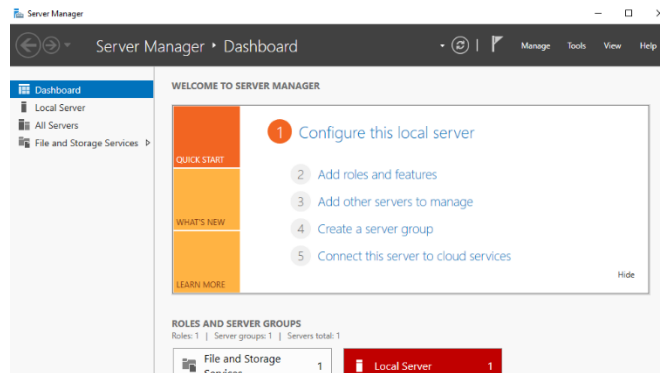 Server Manager
Server Manager • Dashboard
Manage Tools View Help
Dashboard
Local Server
All Servers
File and Storage Services
WELCOME TO SERVER MANAGER
QUICK START
WHAT'S NEW
LEARN MORE
1 Configure this local server
2 Add roles and features
3 Add other servers to manage
4 Create a server group
5 Connect this server to cloud services
Hide
ROLES AND SERVER GROUPS
Roles: 1 | Server groups: 1 | Servers total: 1
File and Storage
Services 1
Local Server 1